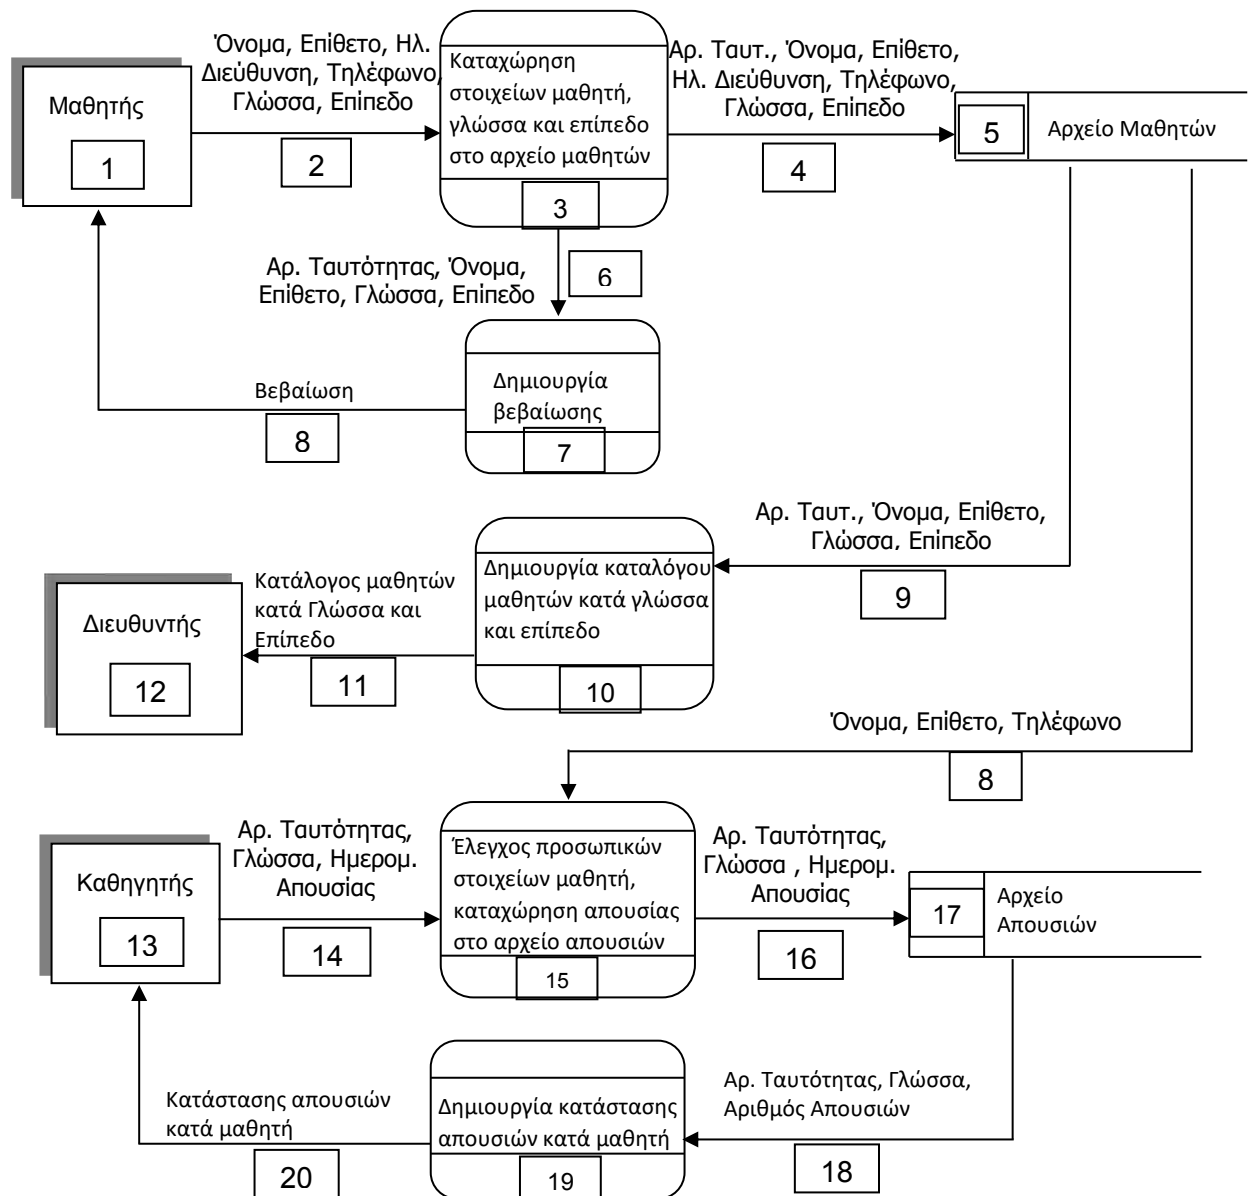 Μαθητής
1
Όνομα, Επίθετο, Ηλ.
Διεύθυνση, Τηλέφωνο,
Γλώσσα, Επίπεδο
2
Καταχώρηση
στοιχείων μαθητή,
γλώσσα και επίπεδο
στο αρχείο μαθητών
3
Αρ. Ταυτ., Όνομα, Επίθετο,
Ηλ. Διεύθυνση, Τηλέφωνο,
Γλώσσα, Επίπεδο
4
5
Αρχείο Μαθητών
Αρ. Ταυτότητας, Όνομα,
Επίθετο, Γλώσσα, Επίπεδο
6
Δημιουργία
βεβαίωσης
7
Βεβαίωση
8
Αρ. Ταυτ., Όνομα, Επίθετο,
Γλώσσα, Επίπεδο
9
Δημιουργία καταλόγου
μαθητών κατά γλώσσα
και επίπεδο
10
Κατάλογος μαθητών
κατά Γλώσσα και
Επίπεδο
11
Διευθυντής
12
Όνομα, Επίθετο, Τηλέφωνο
8
Καθηγητής
13
Αρ. Ταυτότητας,
Γλώσσα, Ημερομ.
Απουσίας
14
Έλεγχος προσωπικών
στοιχείων μαθητή,
καταχώρηση απουσίας
στο αρχείο απουσιών
15
Αρ. Ταυτότητας,
Γλώσσα , Ημερομ.
Απουσίας
16
17
Αρχείο
Απουσιών
Αρ. Ταυτότητας, Γλώσσα,
Αριθμός Απουσιών
18
Δημιουργία κατάστασης
απουσιών κατά μαθητή
19
Κατάστασης απουσιών
κατά μαθητή
20